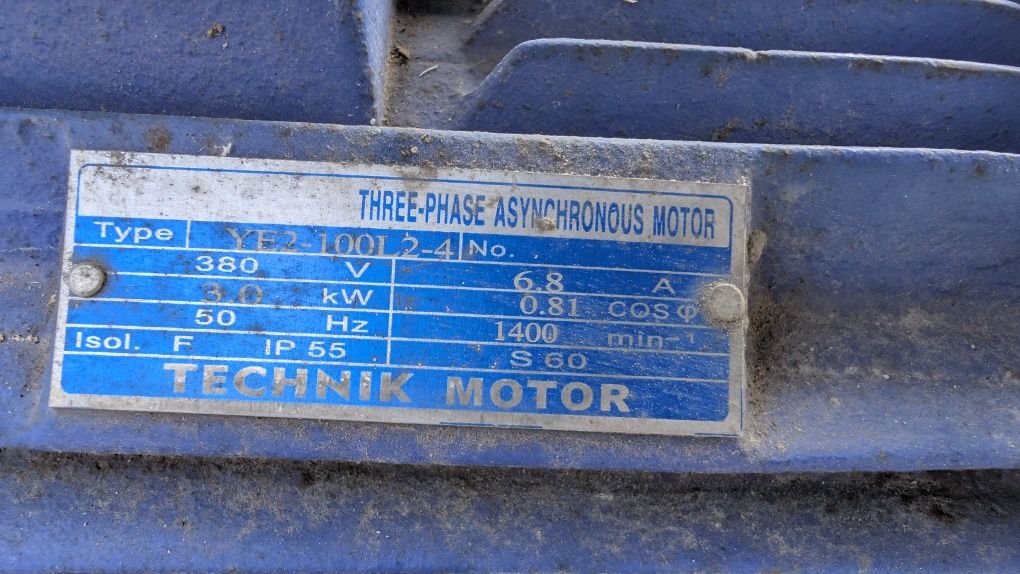 THREE-PHASE ASYNCHRONOUS MOTOR
Type YE2-100L2-4 No.
380 V 6.8 A
3.0 kW 0.81 COSφ
50 Hz 1400 min-¹
Isol. F IP 55 S 60
TECHNIK MOTOR